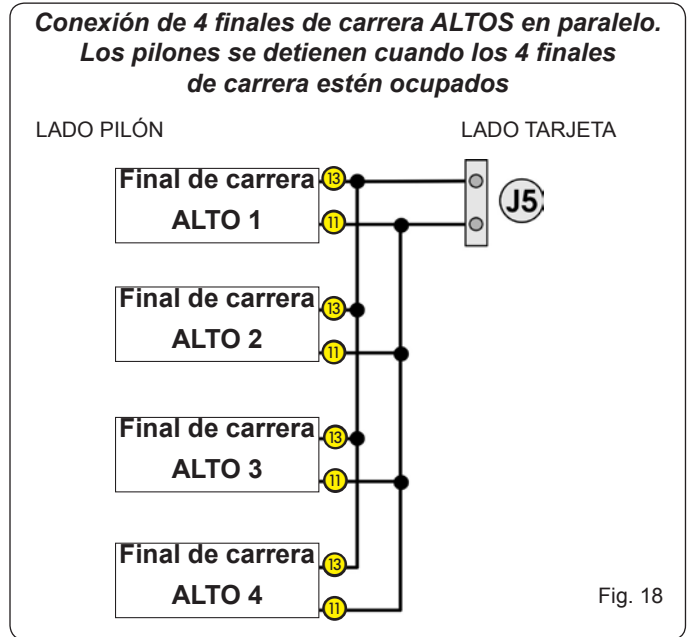 Conexión de 4 finales de carrera ALTOS en paralelo.
Los pilones se detienen cuando los 4 finales
de carrera estén ocupados
LADO PILÓN
LADO TARJETA
Final de carrera
ALTO 1
13
11
J5
Final de carrera
ALTO 2
13
11
Final de carrera
ALTO 3
13
11
Final de carrera
ALTO 4
13
11
Fig. 18